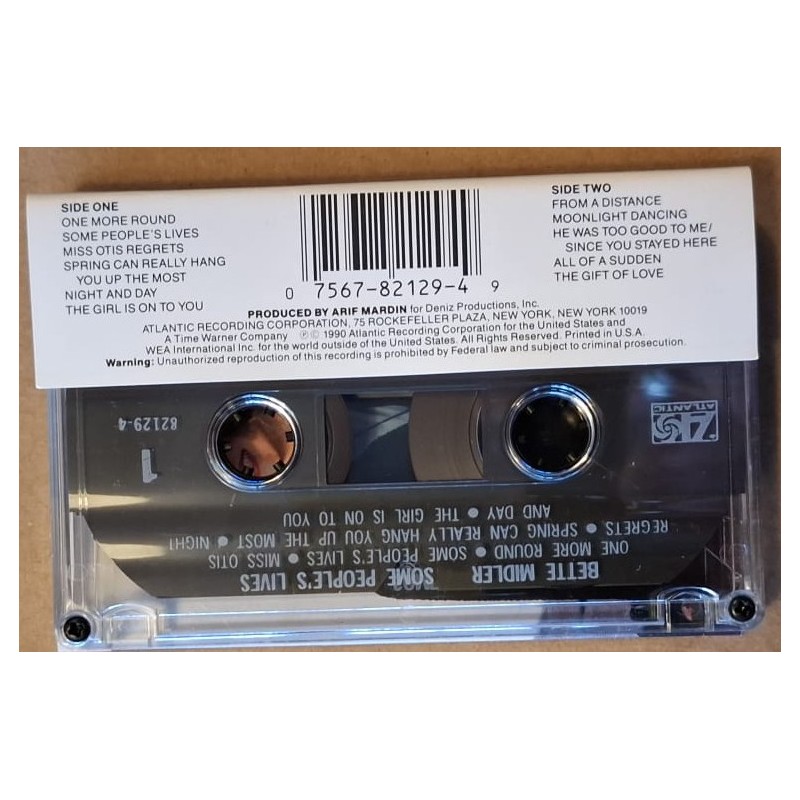 SIDE ONE
ONE MORE ROUND
SOME PEOPLE'S LIVES
MISS OTIS REGRETS
SPRING CAN REALLY HANG
YOU UP THE MOST
NIGHT AND DAY
THE GIRL IS ON TO YOU
0 7567-82129-4 9
SIDE TWO
FROM A DISTANCE
MOONLIGHT DANCING
HE WAS TOO GOOD TO ME/
SINCE YOU STAYED HERE
ALL OF A SUDDEN
THE GIFT OF LOVE
PRODUCED BY ARIF MARDIN for Deniz Productions, Inc.
ATLANTIC RECORDING CORPORATION, 75 ROCKEFELLER PLAZA, NEW YORK, NEW YORK 10019
A Time Warner Company ℗© 1990 Atlantic Recording Corporation for the United States and
WEA International Inc. for the world outside of the United States. All Rights Reserved. Printed in U.S.A.
Warning: Unauthorized reproduction of this recording is prohibited by Federal law and subject to criminal prosecution.
BETTE MIDLER SOME PEOPLE'S LIVES
ONE MORE ROUND • SOME PEOPLE'S LIVES • MISS OTIS
REGRETS • SPRING CAN REALLY HANG YOU UP THE MOST • NIGHT
AND DAY • THE GIRL IS ON TO YOU
1
82129-4
ATLANTIC